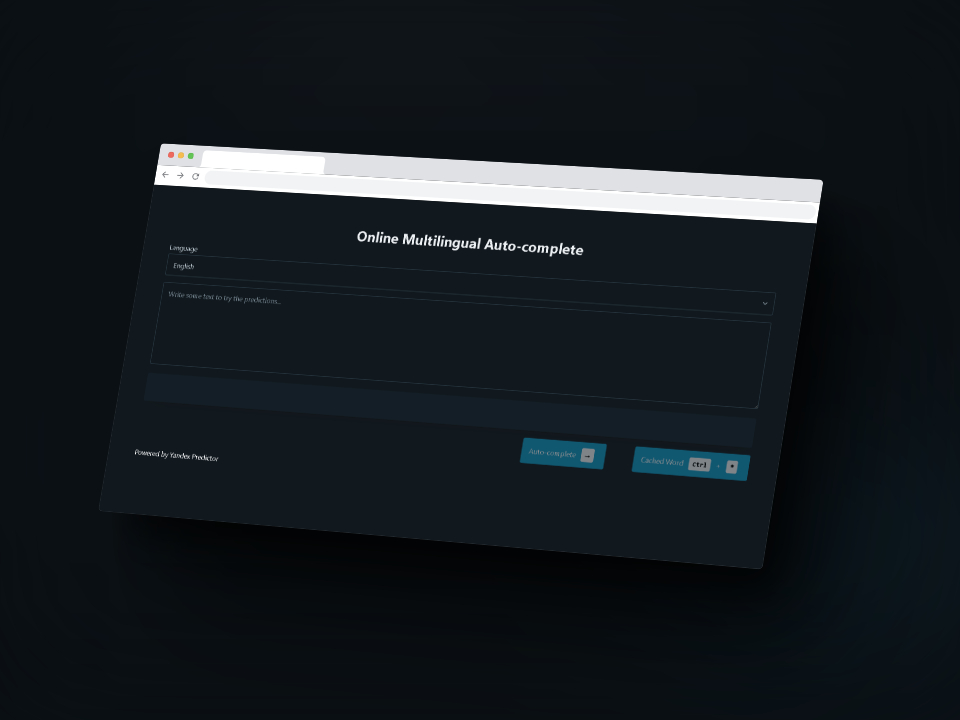 Online Multilingual Auto-complete
Language
English
Write some text to try the predictions...
Auto-complete →
Cached Word ctrl + *
Powered by Yandex Predictor